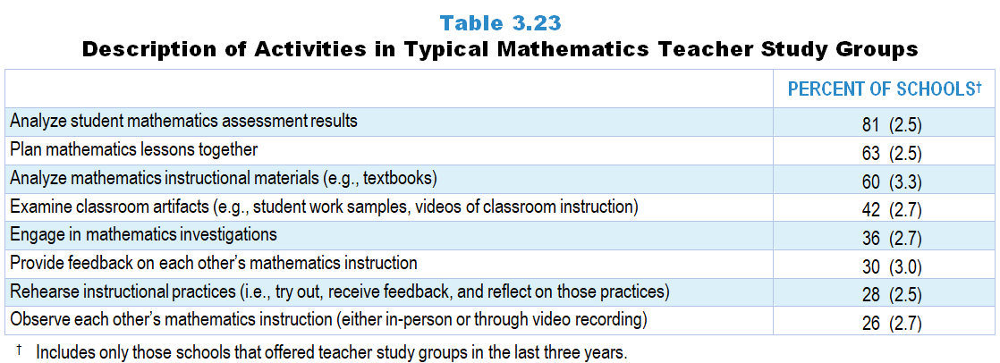 Table 3.23
Description of Activities in Typical Mathematics Teacher Study Groups
PERCENT OF SCHOOLS†
Analyze student mathematics assessment results 81 (2.5)
Plan mathematics lessons together 63 (2.5)
Analyze mathematics instructional materials (e.g., textbooks) 60 (3.3)
Examine classroom artifacts (e.g., student work samples, videos of classroom instruction) 42 (2.7)
Engage in mathematics investigations 36 (2.7)
Provide feedback on each other’s mathematics instruction 30 (3.0)
Rehearse instructional practices (i.e., try out, receive feedback, and reflect on those practices) 28 (2.5)
Observe each other’s mathematics instruction (either in-person or through video recording) 26 (2.7)
† Includes only those schools that offered teacher study groups in the last three years.